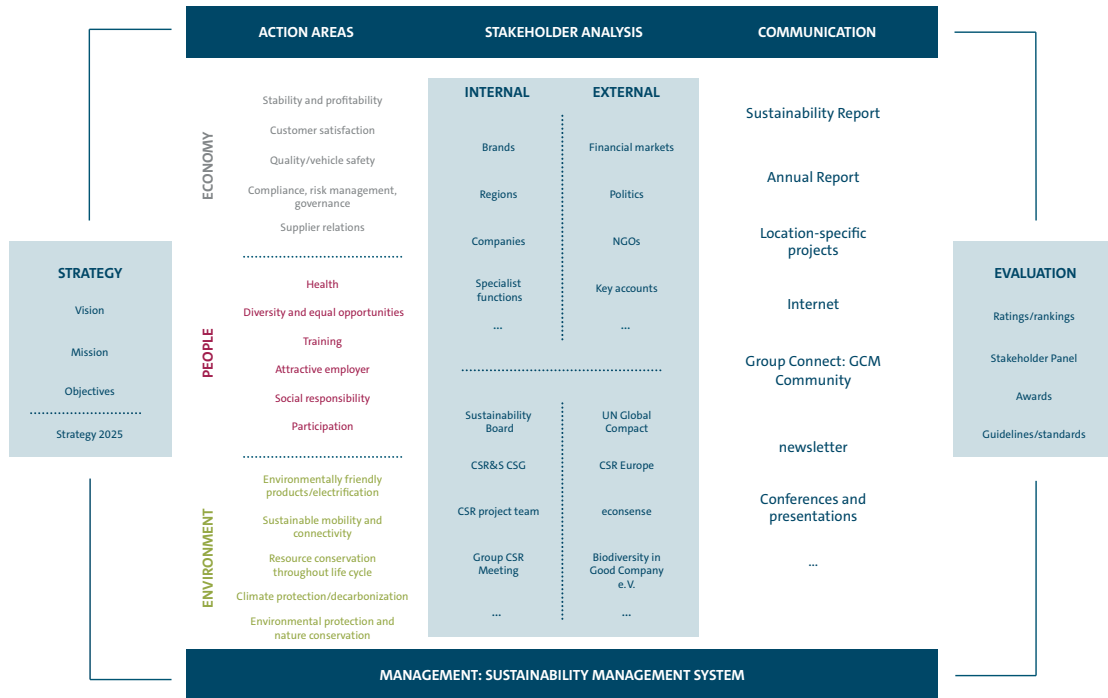 ACTION AREAS
STAKEHOLDER ANALYSIS
COMMUNICATION
STRATEGY
Vision
Mission
Objectives
Strategy 2025
ECONOMY
Stability and profitability
Customer satisfaction
Quality/vehicle safety
Compliance, risk management,
governance
Supplier relations
PEOPLE
Health
Diversity and equal opportunities
Training
Attractive employer
Social responsibility
Participation
ENVIRONMENT
Environmentally friendly
products/electrification
Sustainable mobility and
connectivity
Resource conservation
throughout life cycle
Climate protection/decarbonization
Environmental protection and
nature conservation
INTERNAL
Brands
Regions
Companies
Specialist
functions
...
Sustainability
Board
CSR&S CSG
CSR project team
Group CSR
Meeting
...
EXTERNAL
Financial markets
Politics
NGOs
Key accounts
...
UN Global
Compact
CSR Europe
econsense
Biodiversity in
Good Company
e.V.
...
Sustainability Report
Annual Report
Location-specific
projects
Internet
Group Connect: GCM
Community
newsletter
Conferences and
presentations
...
EVALUATION
Ratings/rankings
Stakeholder Panel
Awards
Guidelines/standards
MANAGEMENT: SUSTAINABILITY MANAGEMENT SYSTEM